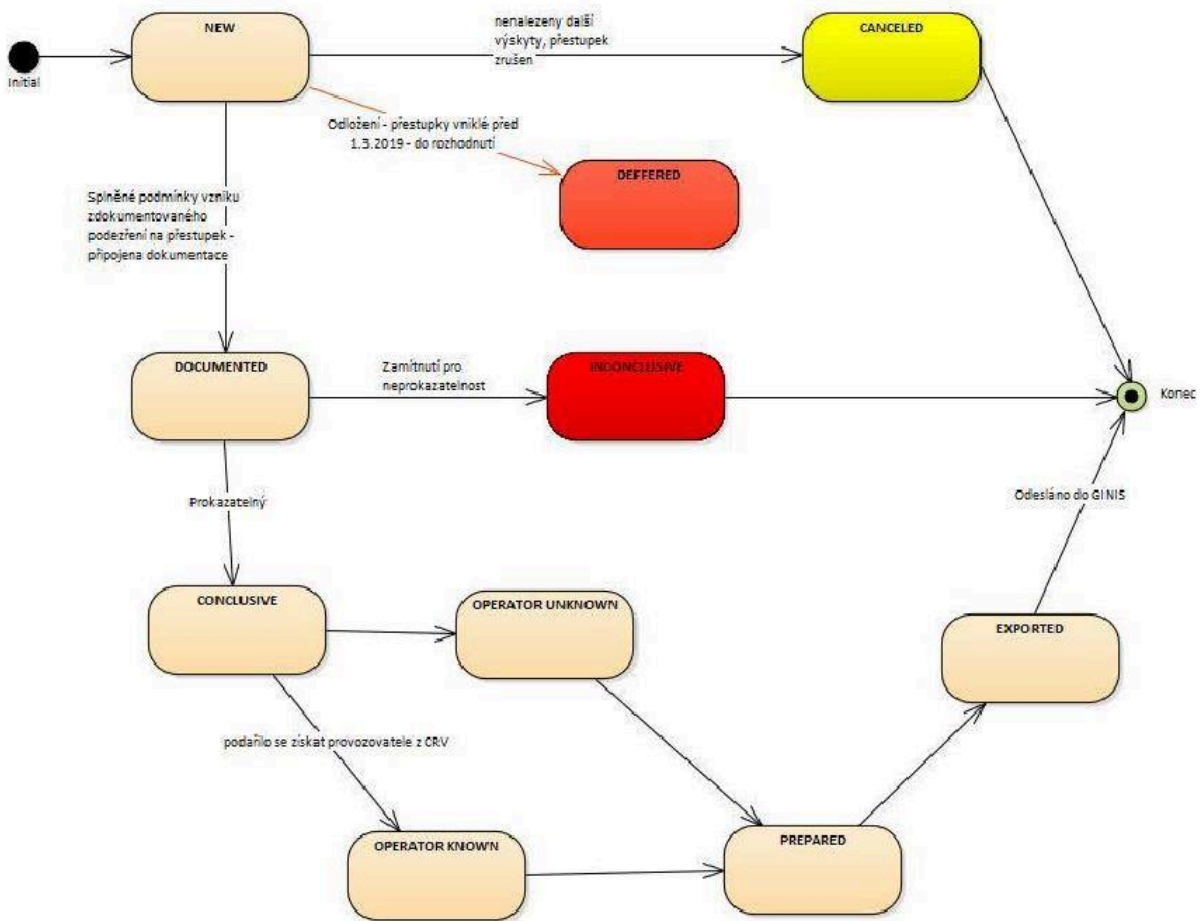 NEW
nenalezeny další
výskyty, přestupek
zrušen
CANCELED
Initial
Odložení - přestupky vniklé před
1.3.2019 - do rozhodnutí
DEFFERED
Splněné podmínky vzniku
zdokumentovaného
podezření na přestupek -
připojena dokumentace
DOCUMENTED
Zamítnutí pro
neprokazatelnost
INCONCLUSIVE
Konec
Prokazatelný
Odesláno do GINIS
CONCLUSIVE
OPERATOR UNKNOWN
EXPORTED
podařilo se získat provozovatele z CRV
OPERATOR KNOWN
PREPARED